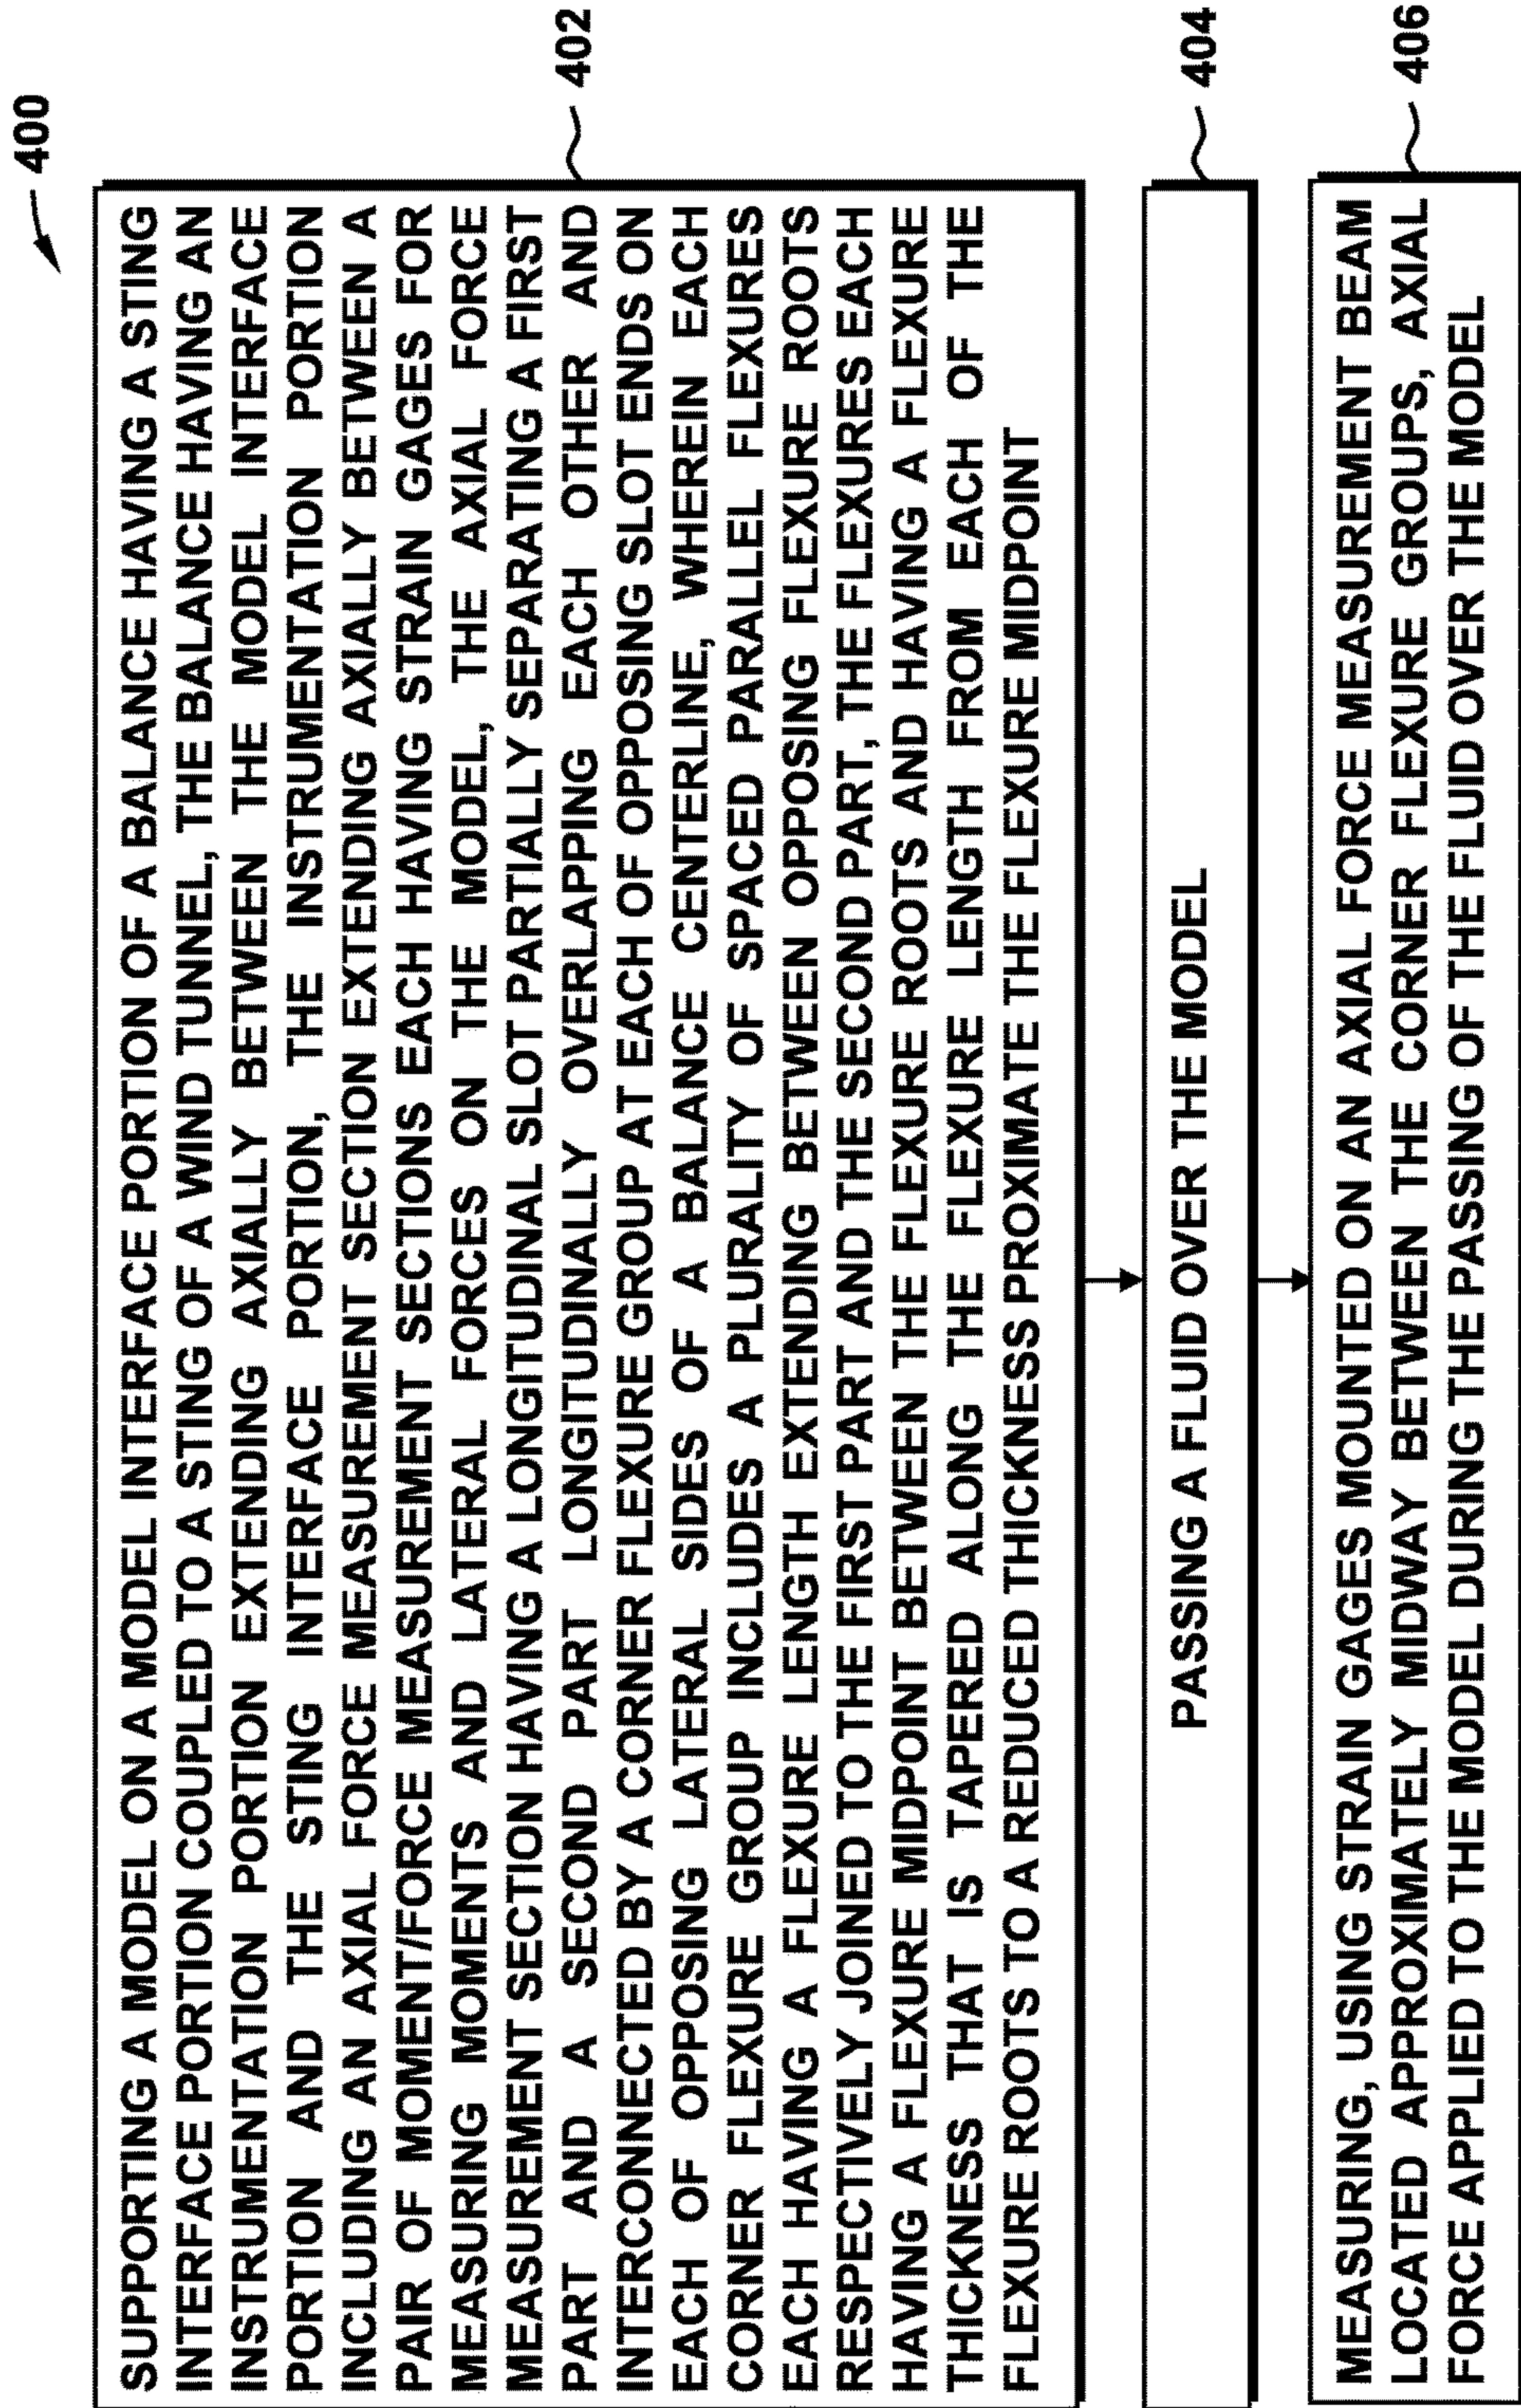 400
SUPPORTING A MODEL ON A MODEL INTERFACE PORTION OF A BALANCE HAVING A STING
INTERFACE PORTION COUPLED TO A STING OF A WIND TUNNEL, THE BALANCE HAVING AN
INSTRUMENTATION PORTION EXTENDING AXIALLY BETWEEN THE MODEL INTERFACE
PORTION AND THE STING INTERFACE PORTION, THE INSTRUMENTATION PORTION
INCLUDING AN AXIAL FORCE MEASUREMENT SECTION EXTENDING AXIALLY BETWEEN A
PAIR OF MOMENT/FORCE MEASUREMENT SECTIONS EACH HAVING STRAIN GAGES FOR
MEASURING MOMENTS AND LATERAL FORCES ON THE MODEL, THE AXIAL FORCE
MEASUREMENT SECTION HAVING A LONGITUDINAL SLOT PARTIALLY SEPARATING A FIRST
PART AND A SECOND PART LONGITUDINALLY OVERLAPPING EACH OTHER AND
INTERCONNECTED BY A CORNER FLEXURE GROUP AT EACH OF OPPOSING SLOT ENDS ON
EACH OF OPPOSING LATERAL SIDES OF A BALANCE CENTERLINE, WHEREIN EACH
CORNER FLEXURE GROUP INCLUDES A PLURALITY OF SPACED PARALLEL FLEXURES
EACH HAVING A FLEXURE LENGTH EXTENDING BETWEEN OPPOSING FLEXURE ROOTS
RESPECTIVELY JOINED TO THE FIRST PART AND THE SECOND PART, THE FLEXURES EACH
HAVING A FLEXURE MIDPOINT BETWEEN THE FLEXURE ROOTS AND HAVING A FLEXURE
THICKNESS THAT IS TAPERED ALONG THE FLEXURE LENGTH FROM EACH OF THE
FLEXURE ROOTS TO A REDUCED THICKNESS PROXIMATE THE FLEXURE MIDPOINT
402
PASSING A FLUID OVER THE MODEL
404
MEASURING, USING STRAIN GAGES MOUNTED ON AN AXIAL FORCE MEASUREMENT BEAM
LOCATED APPROXIMATELY MIDWAY BETWEEN THE CORNER FLEXURE GROUPS, AXIAL
FORCE APPLIED TO THE MODEL DURING THE PASSING OF THE FLUID OVER THE MODEL
406